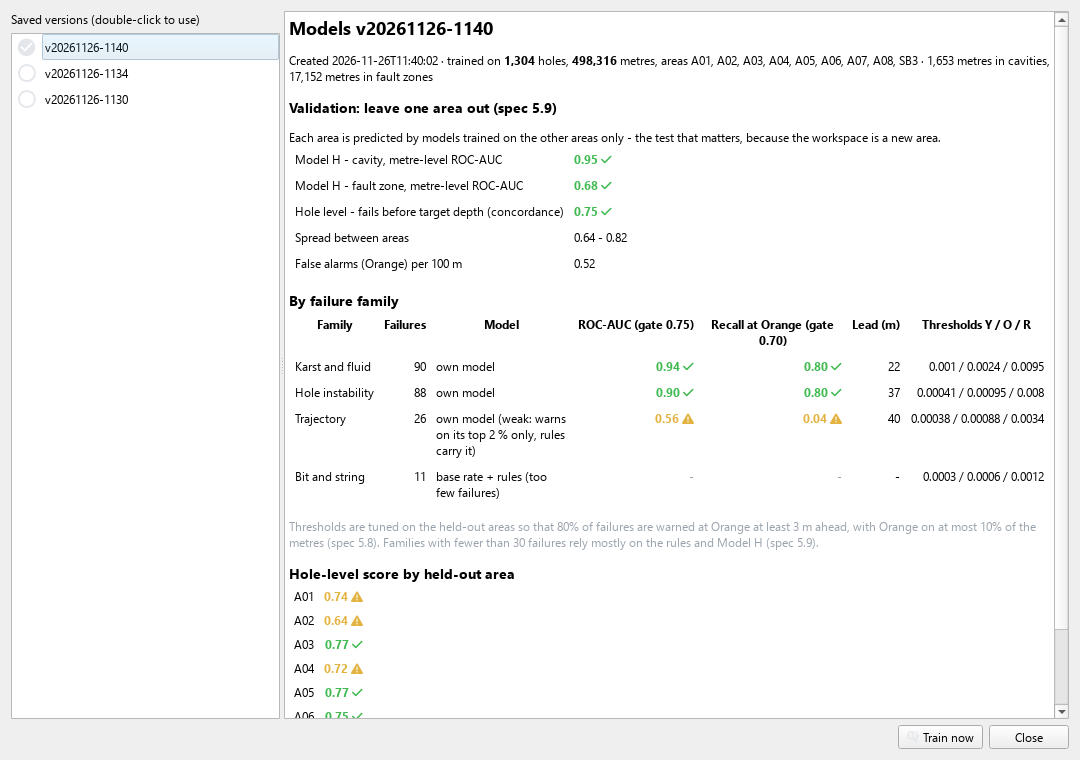 Saved versions (double-click to use)
v20261126-1140
v20261126-1134
v20261126-1130
Models v20261126-1140
Created 2026-11-26T11:40:02 · trained on 1,304 holes, 498,316 metres, areas A01, A02, A03, A04, A05, A06, A07, A08, SB3 · 1,653 metres in cavities,
17,152 metres in fault zones
Validation: leave one area out (spec 5.9)
Each area is predicted by models trained on the other areas only - the test that matters, because the workspace is a new area.
Model H - cavity, metre-level ROC-AUC 0.95
Model H - fault zone, metre-level ROC-AUC 0.68
Hole level - fails before target depth (concordance) 0.75
Spread between areas 0.64 - 0.82
False alarms (Orange) per 100 m 0.52
By failure family
Family Failures Model ROC-AUC (gate 0.75) Recall at Orange (gate 0.70) Lead (m) Thresholds Y / O / R
Karst and fluid 90 own model 0.94 0.80 22 0.001 / 0.0024 / 0.0095
Hole instability 88 own model 0.90 0.80 37 0.00041 / 0.00095 / 0.008
Trajectory 26 own model (weak: warns on its top 2 % only, rules carry it) 0.56 0.04 40 0.00038 / 0.00088 / 0.0034
Bit and string 11 base rate + rules (too few failures) - - - 0.0003 / 0.0006 / 0.0012
Thresholds are tuned on the held-out areas so that 80% of failures are warned at Orange at least 3 m ahead, with Orange on at most 10% of the
metres (spec 5.8). Families with fewer than 30 failures rely mostly on the rules and Model H (spec 5.9).
Hole-level score by held-out area
A01 0.74
A02 0.64
A03 0.77
A04 0.72
A05 0.77
A06 0.75
Train now
Close